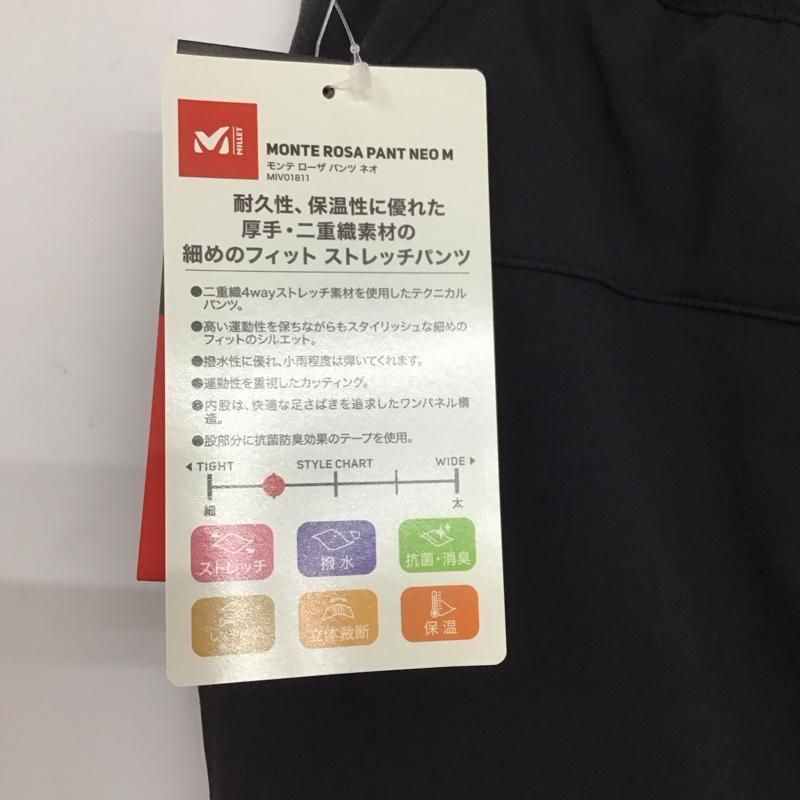 MILLET
MONTE ROSA PANT NEO M
モンテ ローザ パンツ ネオ
MIV01811
耐久性、保温性に優れた
厚手・二重織素材の
細めのフィット ストレッチパンツ
●二重織4wayストレッチ素材を使用したテクニカル
パンツ。
●高い運動性を保ちながらもスタイリッシュな細めの
フィットのシルエット。
●撥水性に優れ、小雨程度は弾いてくれます。
●運動性を重視したカッティング。
●内股は、快適な足さばきを追求したワンパネル構
造。
●股部分に抗菌防臭効果のテープを使用。
◀ TIGHT STYLE CHART WIDE ▶
細 太
ストレッチ 撥水 抗菌・消臭
立体裁断 保温